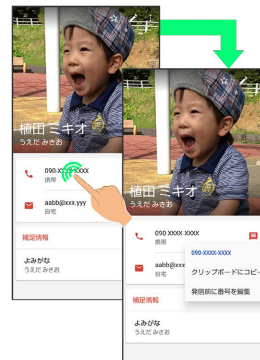 植田 ミキオ
うえだ みきお
090-XXXX-XXXX
携帯
aabb@xxx.yyy
自宅
補足情報
よみがな
うえだ みきお
植田 ミキオ
うえだ みきお
090-XXXX-XXXX
携帯
090-XXXX-XXXX
aabb@xxx
自宅
クリップボードにコピー
発信前に番号を編集
補足情報
よみがな
うえだ みきお